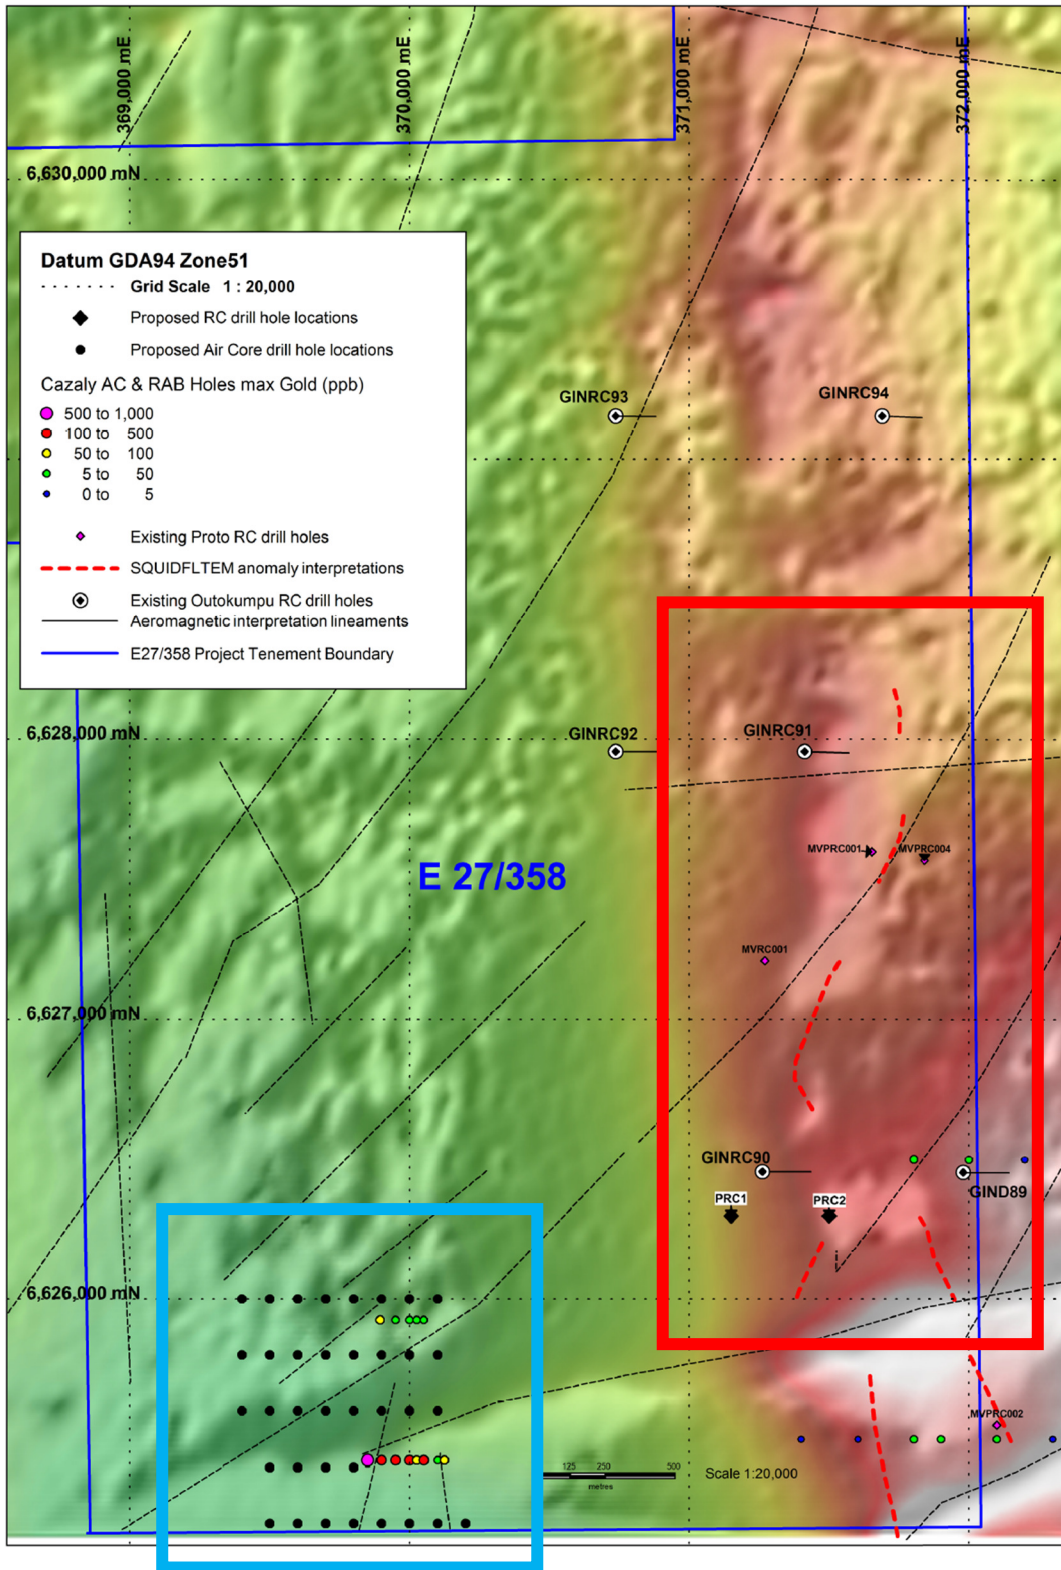 369,000 mE
370,000 mE
371,000 mE
372,000 mE
6,630,000 mN
Datum GDA94 Zone51
Grid Scale 1 : 20,000
Proposed RC drill hole locations
Proposed Air Core drill hole locations
Cazaly AC & RAB Holes max Gold (ppb)
500 to 1,000
100 to 500
50 to 100
5 to 50
0 to 5
Existing Proto RC drill holes
SQUIDFLTEM anomaly interpretations
Existing Outokumpu RC drill holes
Aeromagnetic interpretation lineaments
E27/358 Project Tenement Boundary
GINRC93
GINRC94
6,628,000 mN
GINRC92
GINRC91
MVPRC001
MVPRC004
E 27/358
MVRC001
6,627,000 mN
GINRC90
GIND89
PRC1
PRC2
6,626,000 mN
MVPRC002
125 250 500
metres
Scale 1:20,000